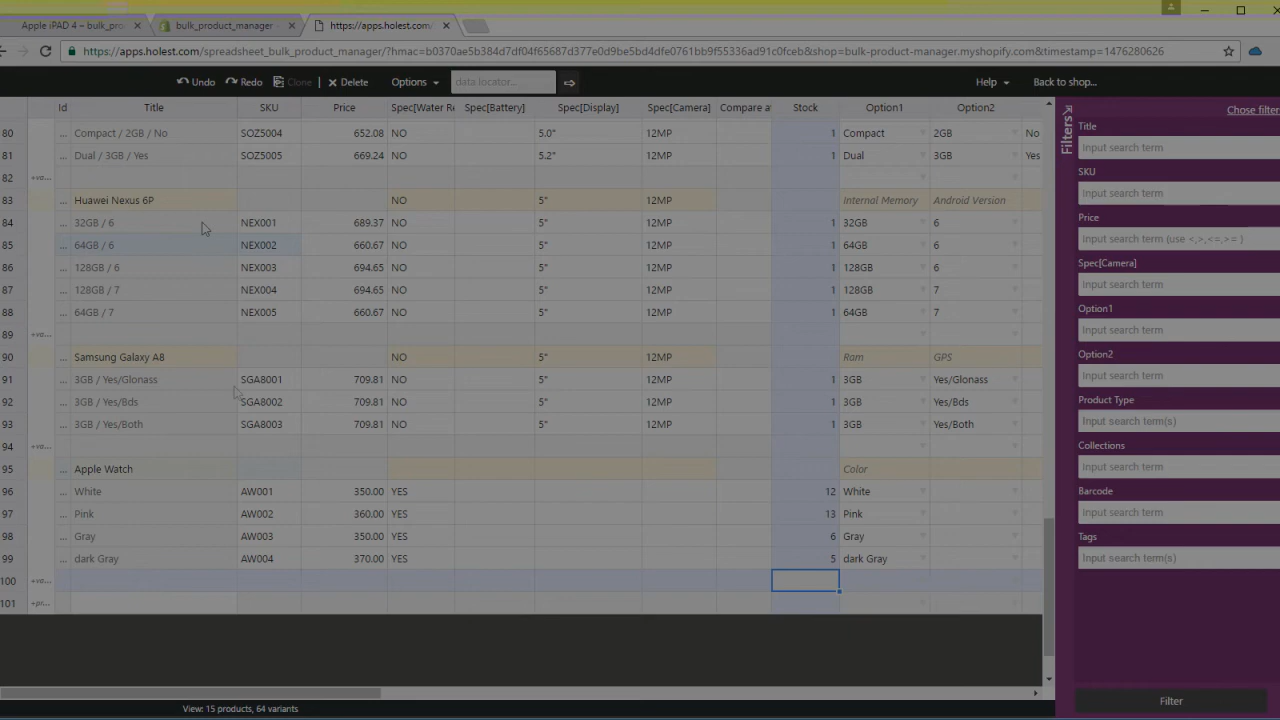 Apple iPAD 4 – bulk_pro bulk_product_manager https://apps.holest.com/
https://apps.holest.com/spreadsheet_bulk_product_manager/?hmac=b0370ae5b384d7df04f65687d377e0d9be5bd4dfe0761bb9f55336ad91c0fceb&shop=bulk-product-manager.myshopify.com&timestamp=1476280626
Undo Redo Clone Delete Options data locator... Help Back to shop...
Id Title SKU Price Spec[Water Re Spec[Battery] Spec[Display] Spec[Camera] Compare a Stock Option1 Option2
80 ... Compact / 2GB / No SOZ5004 652.08 NO 5.0" 12MP 1 Compact 2GB No
81 ... Dual / 3GB / Yes SOZ5005 669.24 NO 5.2" 12MP 1 Dual 3GB Yes
82 +va...
83 ... Huawei Nexus 6P NO 5" 12MP Internal Memory Android Version
84 ... 32GB / 6 NEX001 689.37 NO 5" 12MP 1 32GB 6
85 ... 64GB / 6 NEX002 660.67 NO 5" 12MP 1 64GB 6
86 ... 128GB / 6 NEX003 694.65 NO 5" 12MP 1 128GB 6
87 ... 128GB / 7 NEX004 694.65 NO 5" 12MP 1 128GB 7
88 ... 64GB / 7 NEX005 660.67 NO 5" 12MP 1 64GB 7
89 +va...
90 ... Samsung Galaxy A8 NO 5" 12MP Ram GPS
91 ... 3GB / Yes/Glonass SGA8001 709.81 NO 5" 12MP 1 3GB Yes/Glonass
92 ... 3GB / Yes/Bds SGA8002 709.81 NO 5" 12MP 1 3GB Yes/Bds
93 ... 3GB / Yes/Both SGA8003 709.81 NO 5" 12MP 1 3GB Yes/Both
94 +va...
95 ... Apple Watch Color
96 ... White AW001 350.00 YES 12 White
97 ... Pink AW002 360.00 YES 13 Pink
98 ... Gray AW003 350.00 YES 6 Gray
99 ... dark Gray AW004 370.00 YES 5 dark Gray
100 +va...
101 +pr...
View: 15 products, 64 variants
Filters
Chose filter
Title
Input search term
SKU
Input search term
Price
Input search term (use <,>,<=,>= )
Spec[Camera]
Input search term
Option1
Input search term
Option2
Input search term
Product Type
Input search term(s)
Collections
Input search term
Barcode
Input search term
Tags
Input search term(s)
Filter